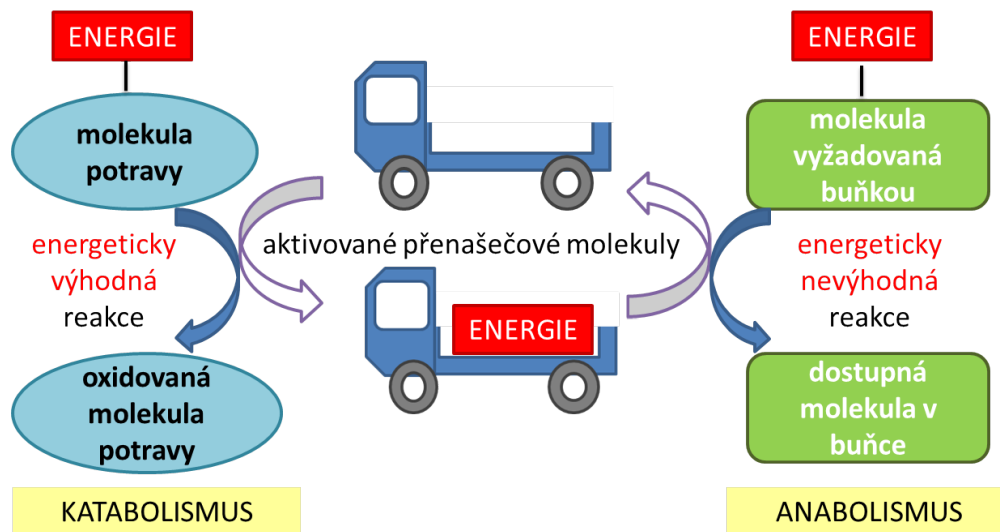 ENERGIE
molekula
potravy
energeticky
výhodná
reakce
oxidovaná
molekula
potravy
KATABOLISMUS
aktivované přenašečové molekuly
ENERGIE
ENERGIE
molekula
vyžadovaná
buňkou
energeticky
nevýhodná
reakce
dostupná
molekula v
buňce
ANABOLISMUS